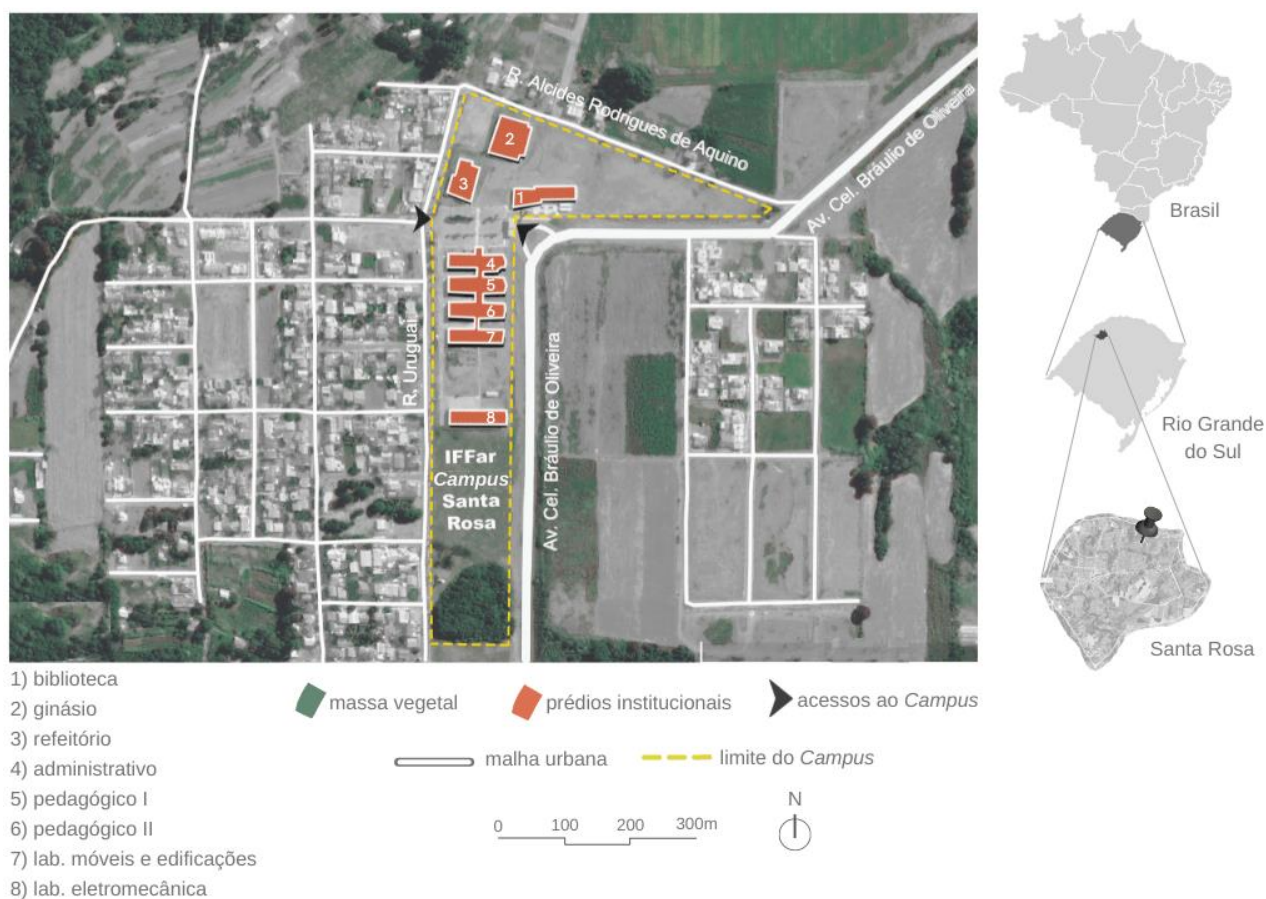 R. Alcides Rodrigues de Aquino
Av. Cel. Bráulio de Oliveira
2
3
1
4
5
6
7
R. Uruguai
Av. Cel. Bráulio de Oliveira
8
IFFar
Campus
Santa
Rosa
Brasil
Rio Grande
do Sul
Santa Rosa
1) biblioteca
2) ginásio
3) refeitório
4) administrativo
5) pedagógico I
6) pedagógico II
7) lab. móveis e edificações
8) lab. eletromecânica
massa vegetal
prédios institucionais
acessos ao Campus
malha urbana
limite do Campus
0 100 200 300m
N